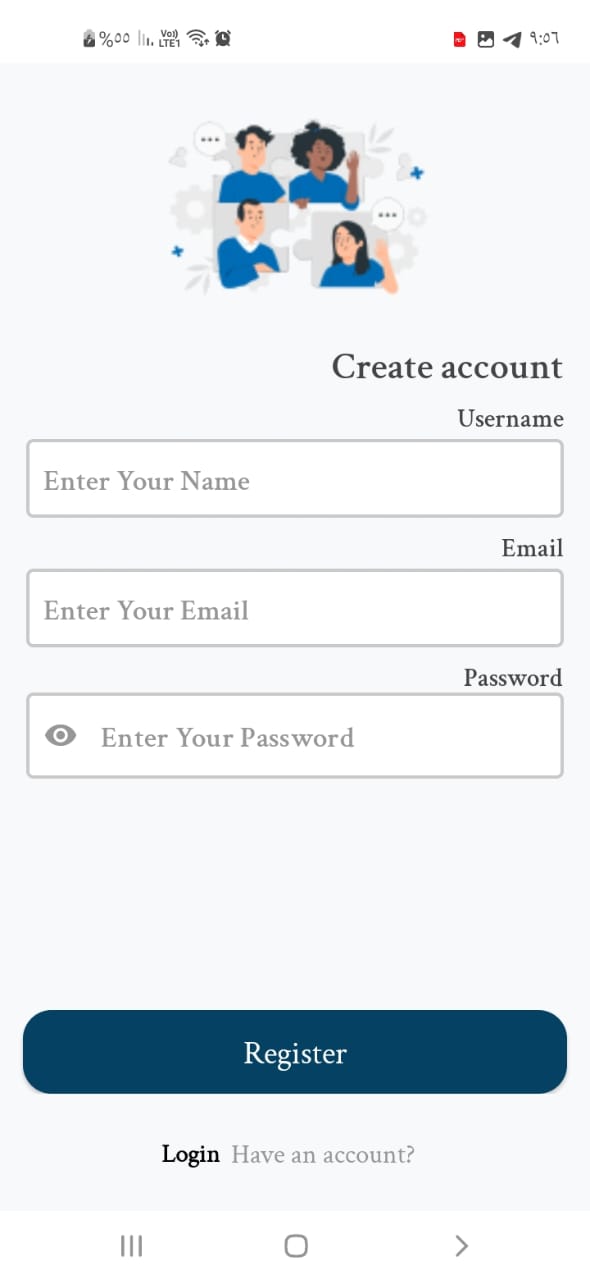 %٥٥ Vo)) LTE1 ٩:٥٦
Create account
Username
Enter Your Name
Email
Enter Your Email
Password
Enter Your Password
Register
Login Have an account?